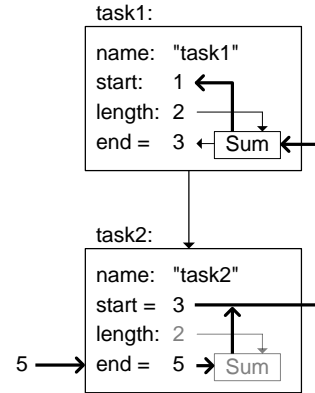 task1:
name: "task1"
start: 1
length: 2
end = 3 Sum
task2:
name: "task2"
start = 3
length: 2
5 end = 5 Sum